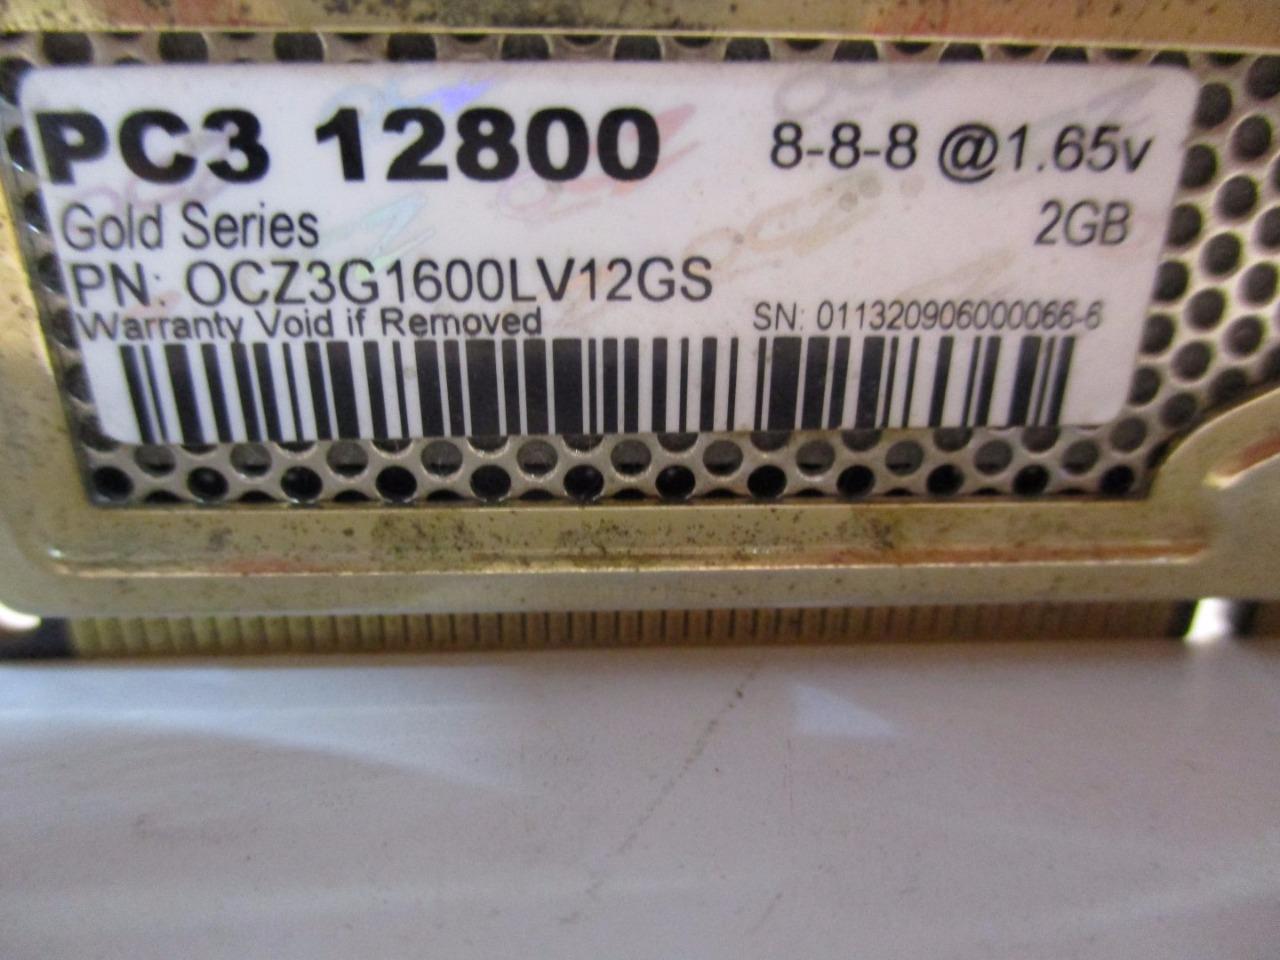 PC3 12800 8-8-8 @1.65v
Gold Series 2GB
PN: OCZ3G1600LV12GS
Warranty Void if Removed SN: 011320906000066-6